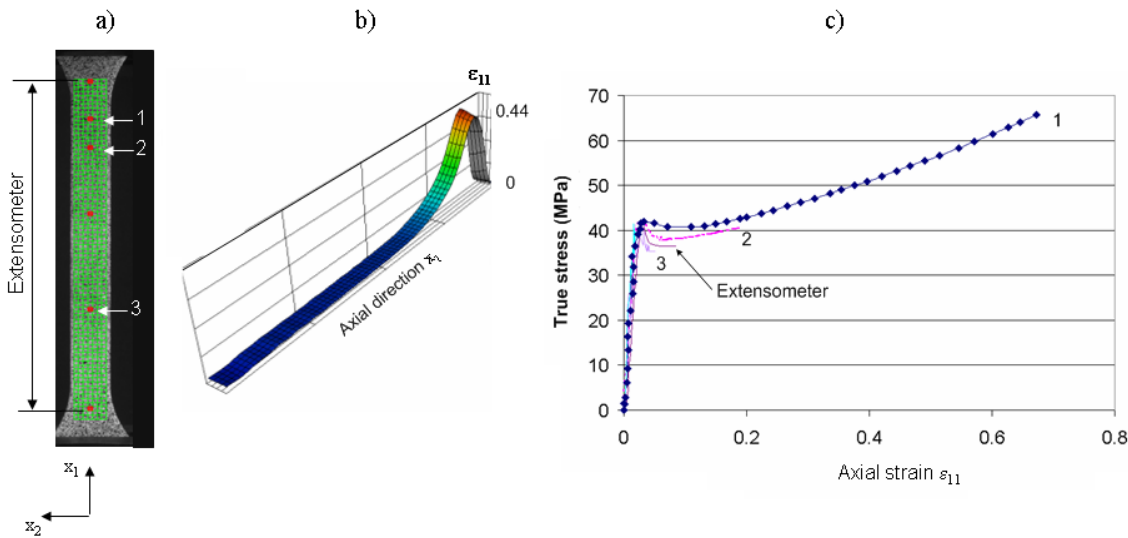 a)
b)
c)
Extensometer
1
2
3
x1
x2
ε11
0.44
0
Axial direction x1
True stress (MPa)
70
60
50
40
30
20
10
0
1
2
3
Extensometer
0
0.2
0.4
0.6
0.8
Axial strain ε11